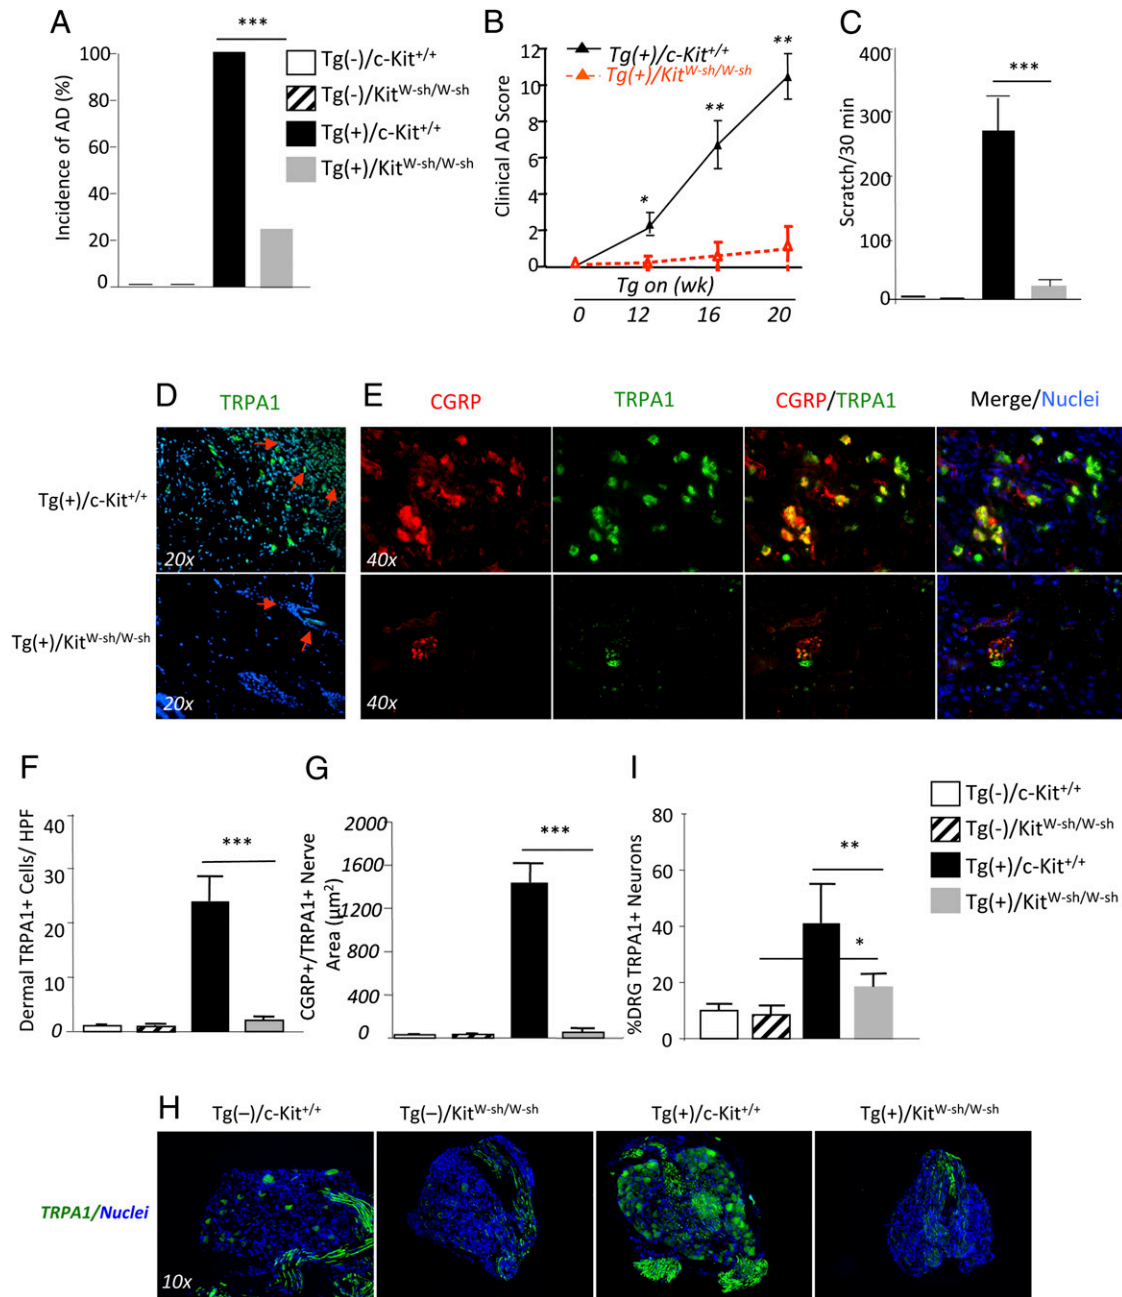 A
***
Incidence of AD (%)
100
80
60
40
20
0
Tg(-)/c-Kit+/+
Tg(-)/KitW-sh/W-sh
Tg(+)/c-Kit+/+
Tg(+)/KitW-sh/W-sh
B
Clinical AD Score
12
10
8
6
4
2
0
Tg(+)/c-Kit+/+
Tg(+)/KitW-sh/W-sh
*
**
**
Tg on (wk)
0 12 16 20
C
Scratch/30 min
400
300
200
100
0
***
D
TRPA1
E
CGRP
TRPA1
CGRP/TRPA1
Merge/Nuclei
Tg(+)/c-Kit+/+
20x
40x
Tg(+)/KitW-sh/W-sh
20x
40x
F
Dermal TRPA1+ Cells/ HPF
40
30
20
10
0
***
G
CGRP+/TRPA1+ Nerve
Area (μm2)
2000
1600
1200
800
400
0
***
I
%DRG TRPA1+ Neurons
80
60
40
20
0
**
*
Tg(-)/c-Kit+/+
Tg(-)/KitW-sh/W-sh
Tg(+)/c-Kit+/+
Tg(+)/KitW-sh/W-sh
H
Tg(–)/c-Kit+/+
Tg(–)/KitW-sh/W-sh
Tg(+)/c-Kit+/+
Tg(+)/KitW-sh/W-sh
TRPA1/Nuclei
10x